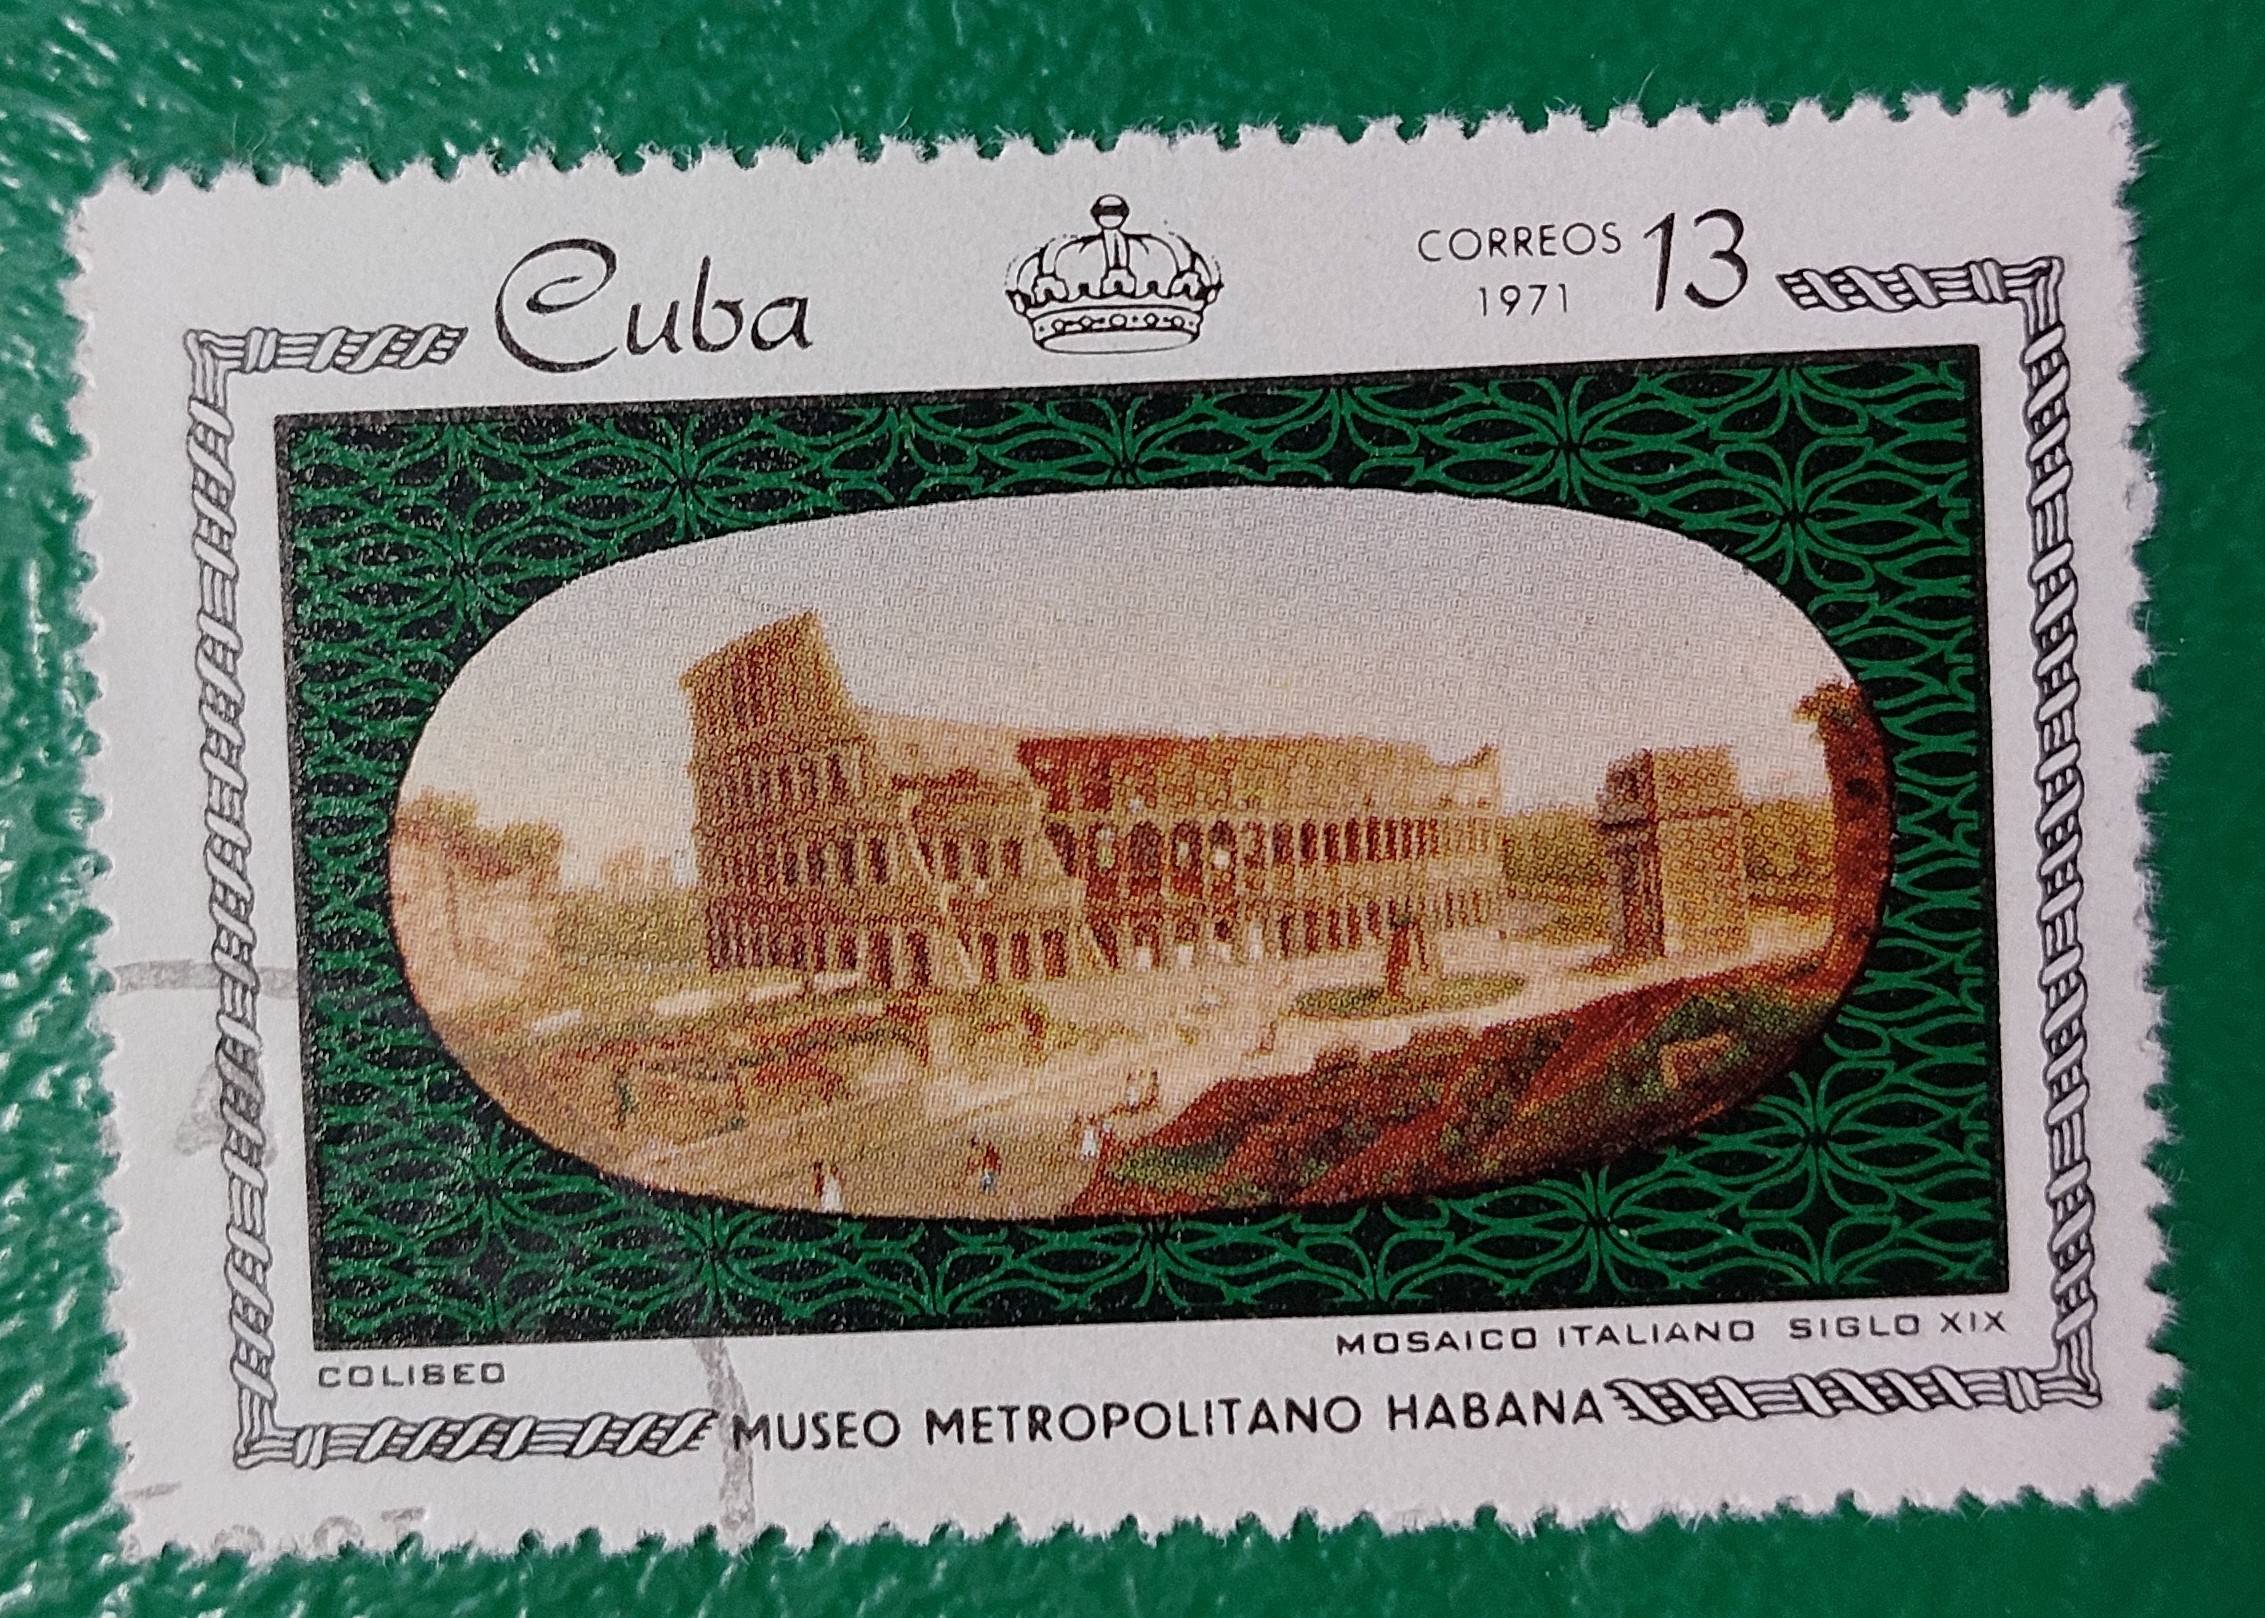 Cuba
CORREOS 13
1971
COLISEO
MOSAICO ITALIANO SIGLO XIX
MUSEO METROPOLITANO HABANA